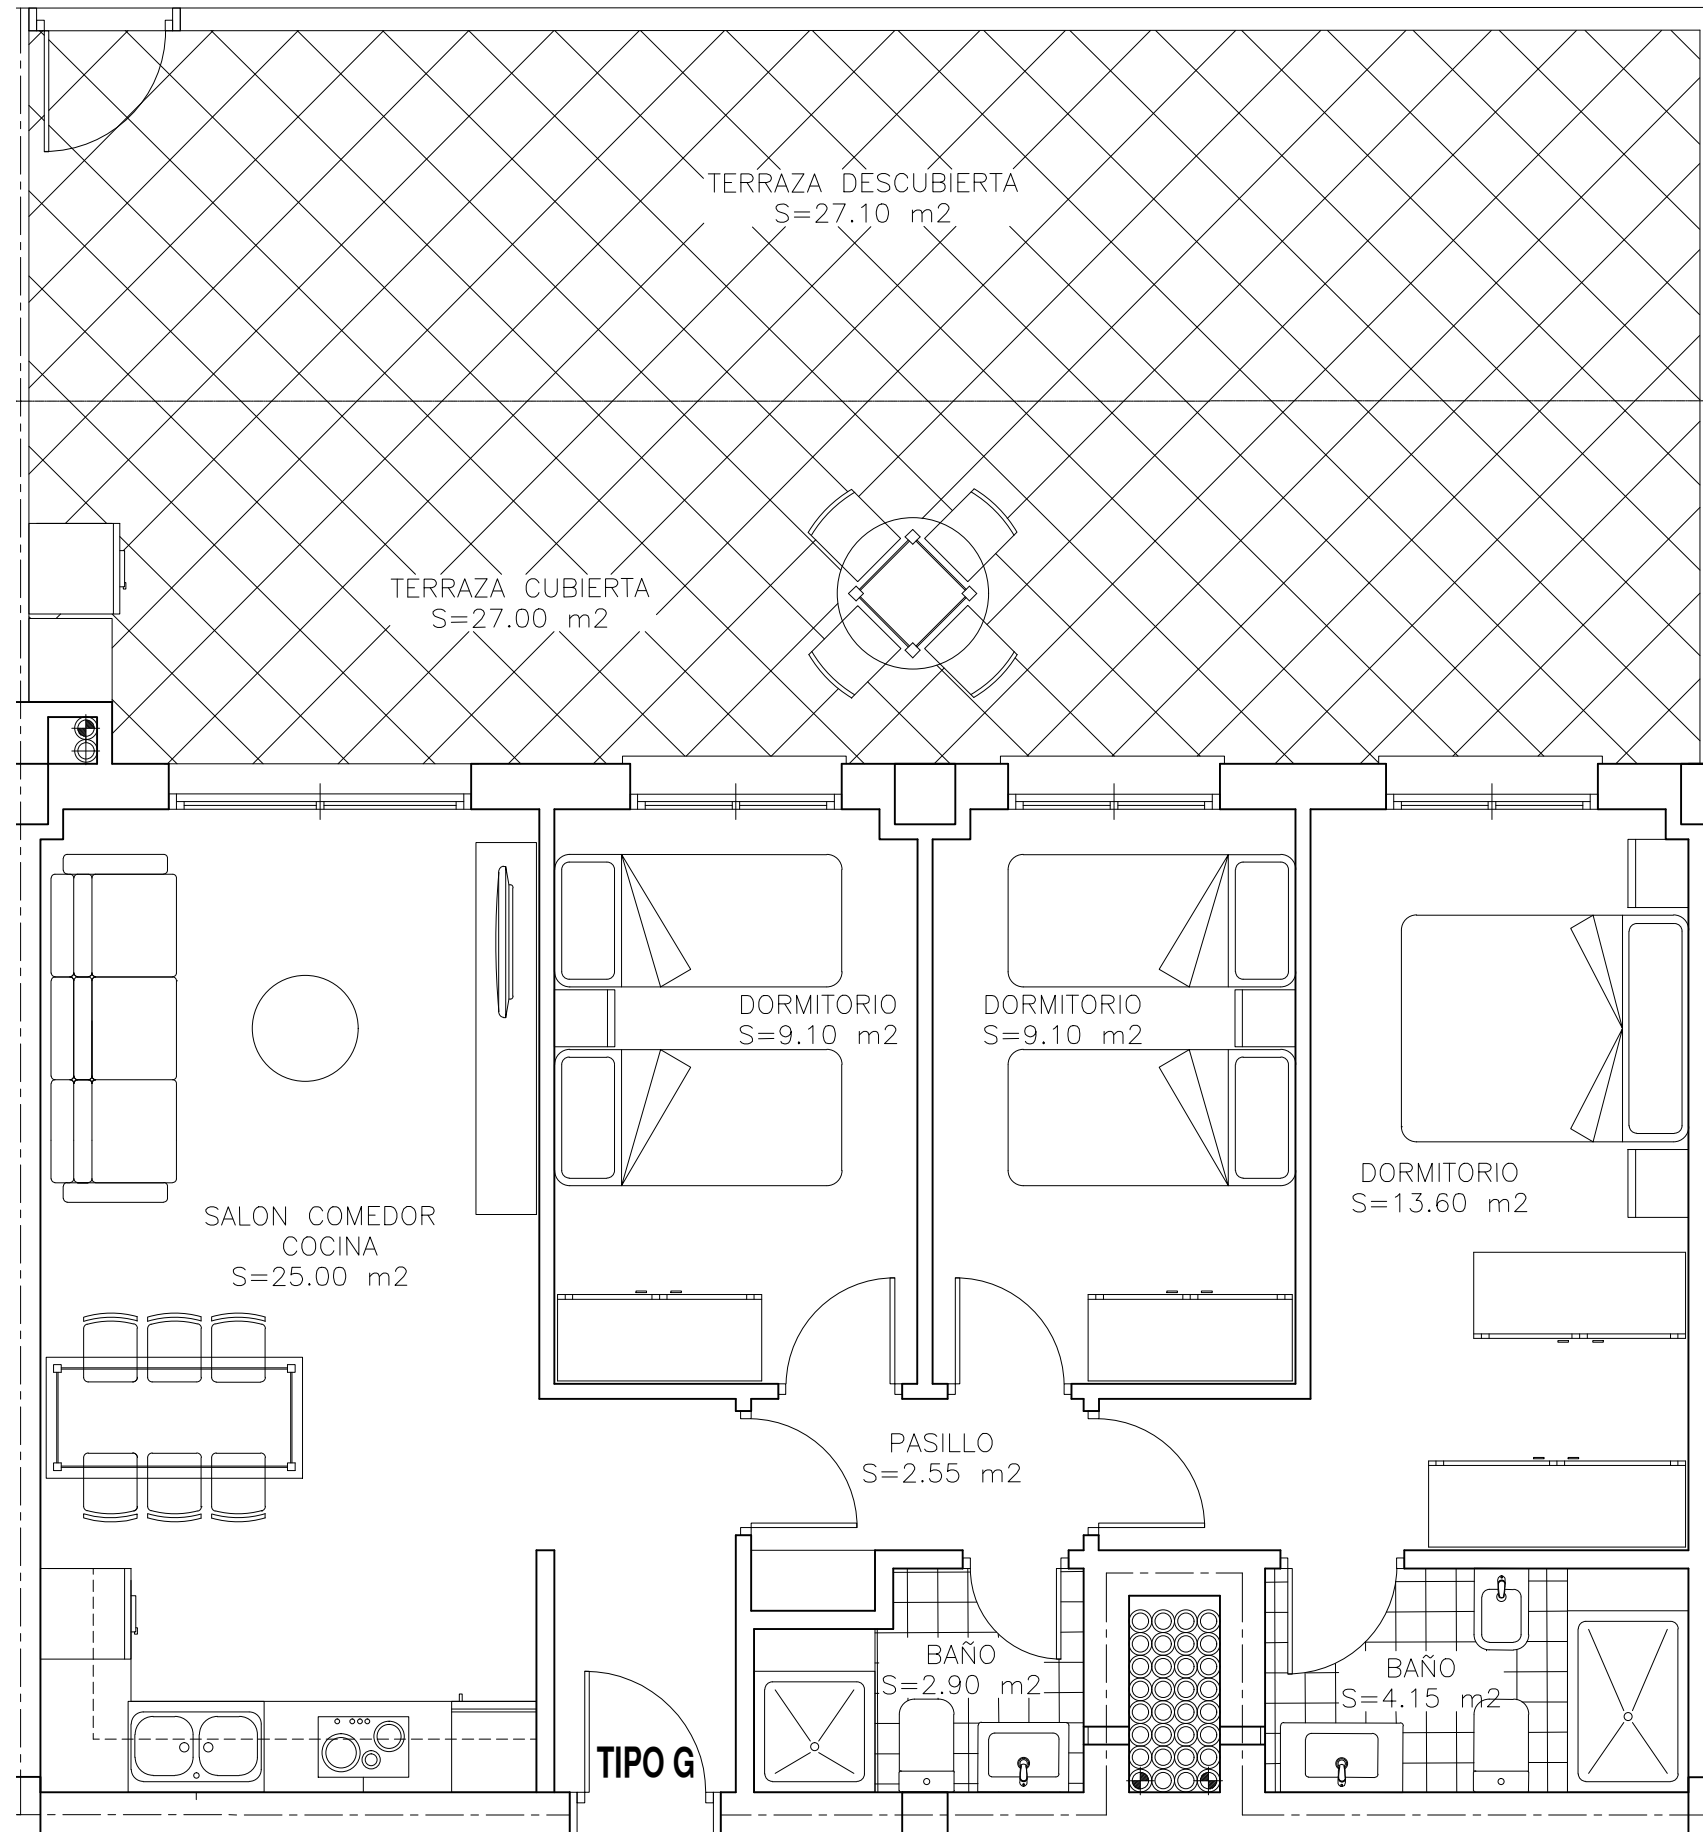 TERRAZA DESCUBIERTA
S=27.10 m2
TERRAZA CUBIERTA
S=27.00 m2
DORMITORIO
S=9.10 m2
DORMITORIO
S=9.10 m2
DORMITORIO
S=13.60 m2
SALON COMEDOR
COCINA
S=25.00 m2
PASILLO
S=2.55 m2
BAÑO
S=2.90 m2
BAÑO
S=4.15 m2
TIPO G